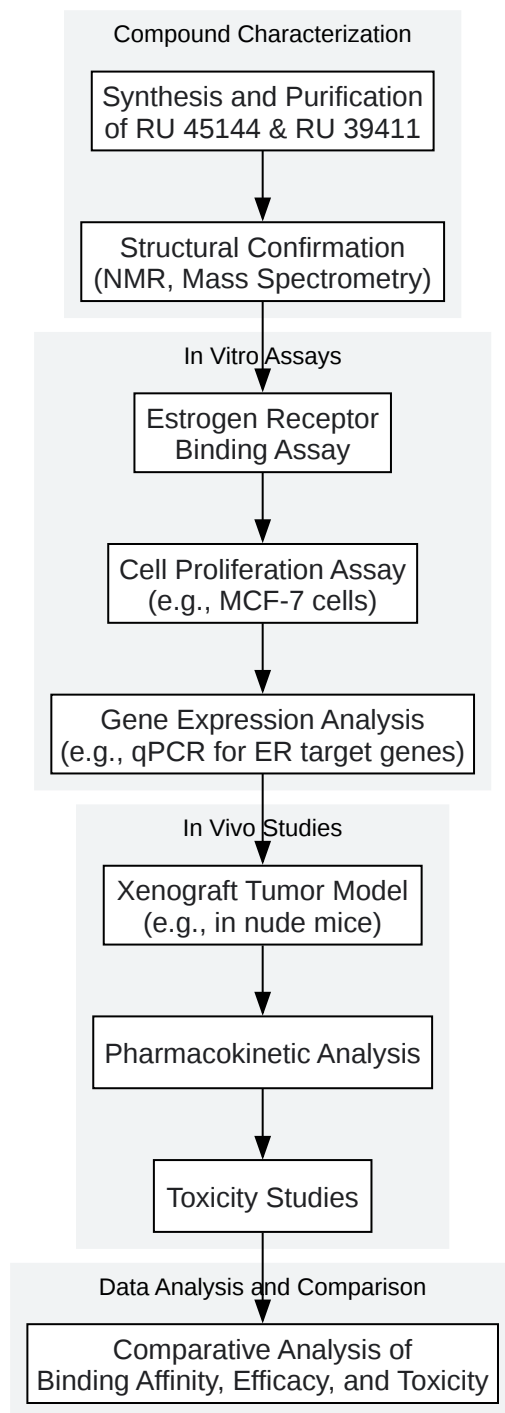 Compound Characterization
Synthesis and Purification
of RU 45144 & RU 39411
Structural Confirmation
(NMR, Mass Spectrometry)
In Vitro Assays
Estrogen Receptor
Binding Assay
Cell Proliferation Assay
(e.g., MCF-7 cells)
Gene Expression Analysis
(e.g., qPCR for ER target genes)
In Vivo Studies
Xenograft Tumor Model
(e.g., in nude mice)
Pharmacokinetic Analysis
Toxicity Studies
Data Analysis and Comparison
Comparative Analysis of
Binding Affinity, Efficacy, and Toxicity